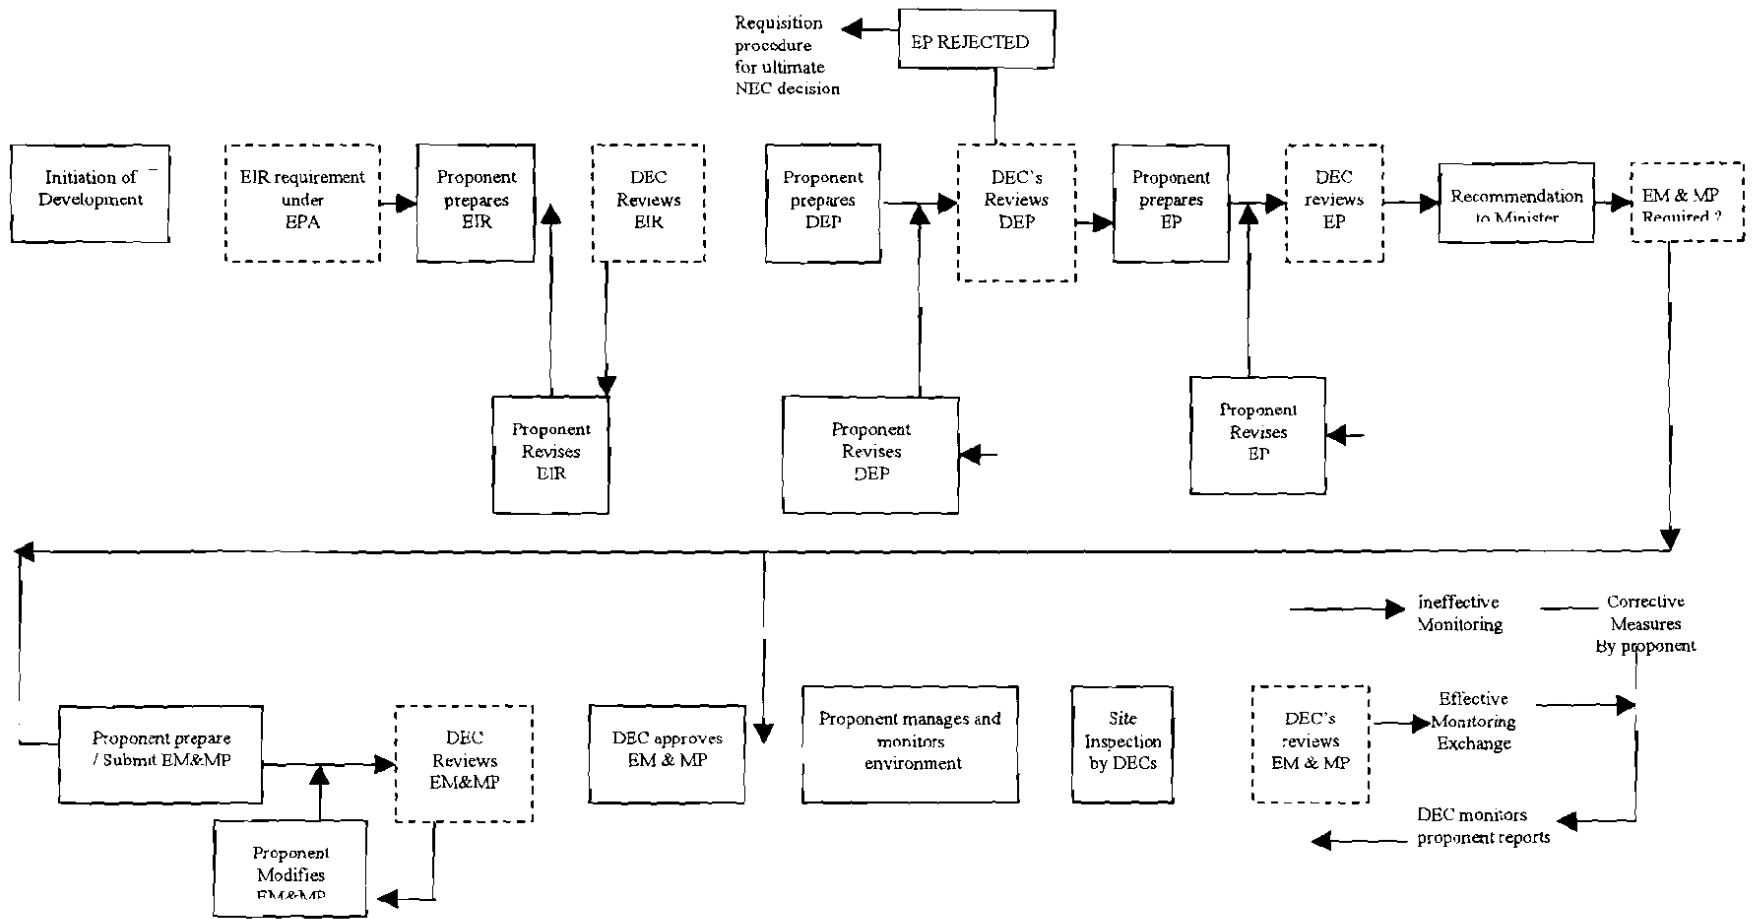 Requisition
procedure
for ultimate
NEC decision
EP REJECTED
Initiation of
Development
EIR requirement
under
EPA
Proponent
prepares
EIR
DEC
Reviews
EIR
Proponent
prepares
DEP
DEC's
Reviews
DEP
Proponent
prepares
EP
DEC
reviews
EP
Recommendation
to Minister
EM & MP
Required ?
Proponent
Revises
EIR
Proponent
Revises
DEP
Proponent
Revises
EP
ineffective
Monitoring
Corrective
Measures
By proponent
Proponent prepare
/ Submit EM&MP
DEC
Reviews
EM&MP
DEC approves
EM & MP
Proponent manages and
monitors
environment
Site
Inspection
by DECs
DEC's
reviews
EM & MP
Effective
Monitoring
Exchange
Proponent
Modifies
EM&MP
DEC monitors
proponent reports